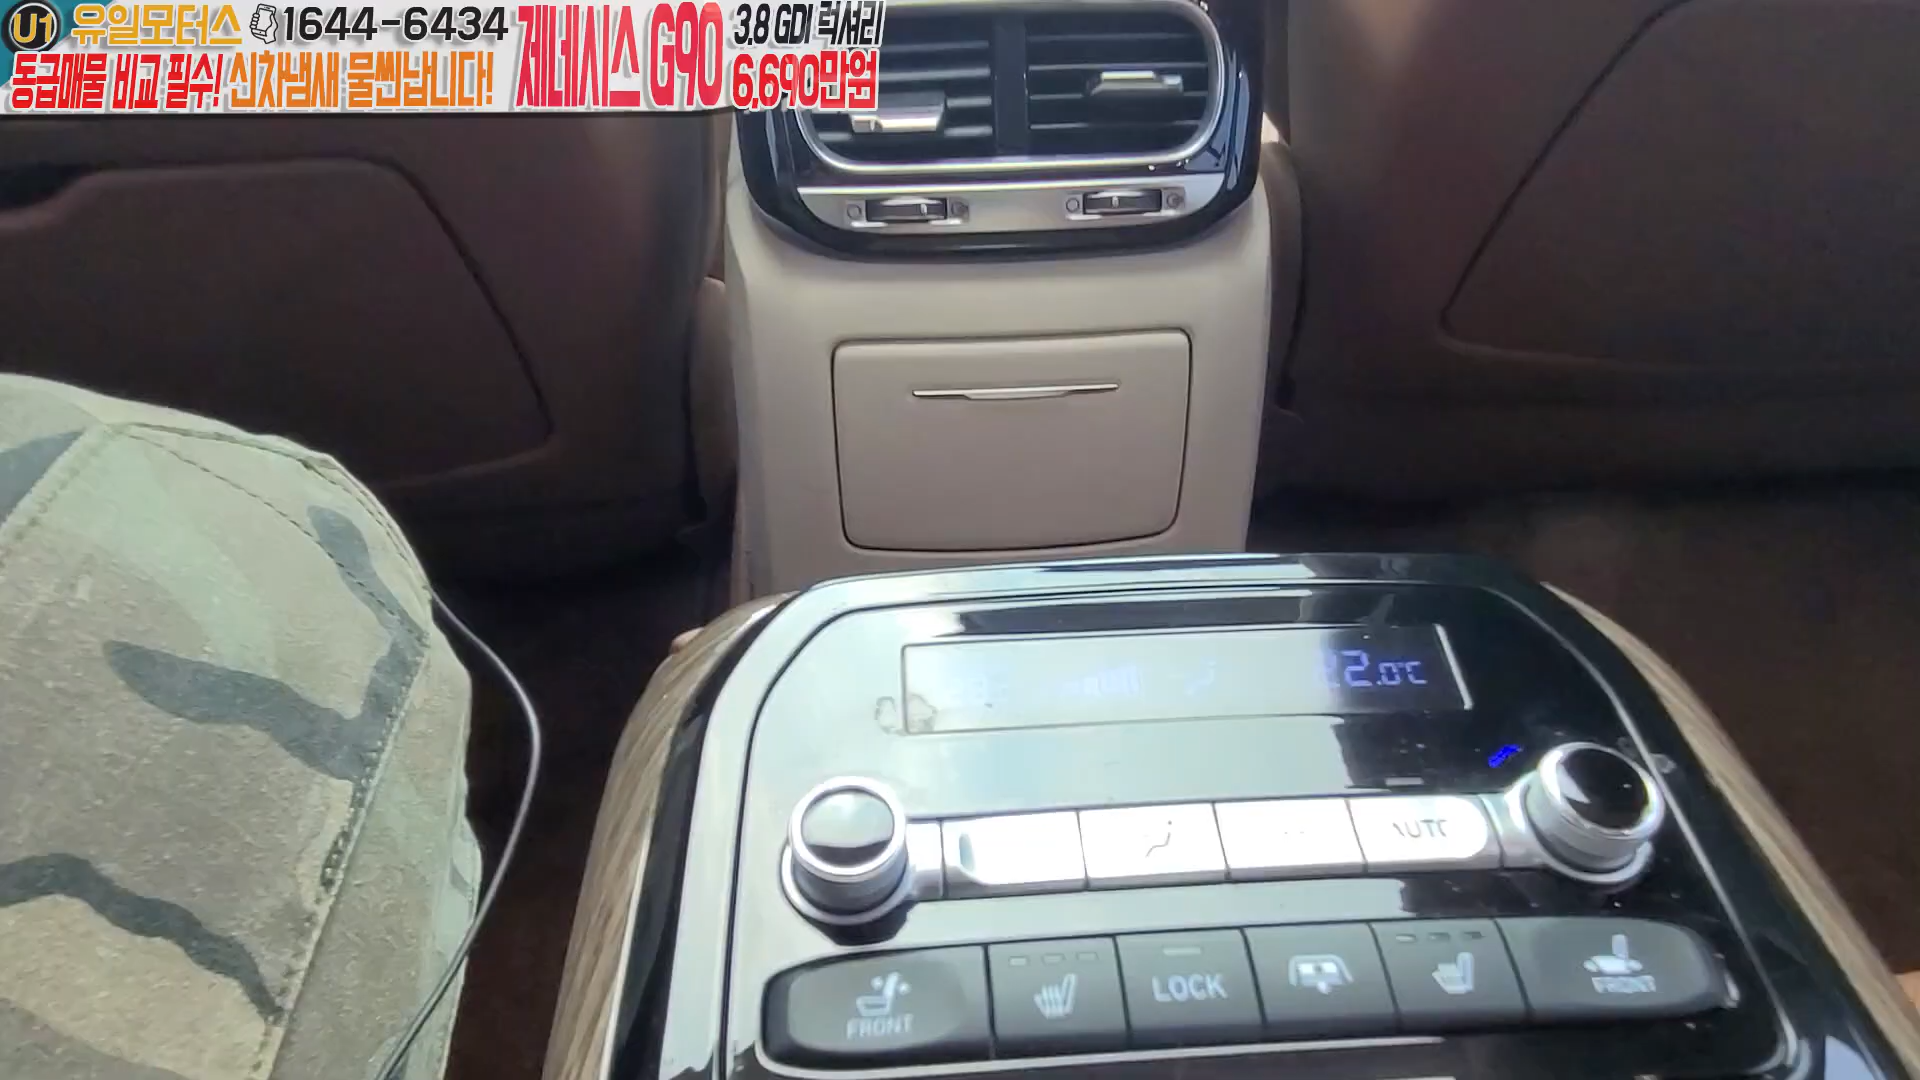 U1 유일모터스 1644-6434 제네시스 G90 3.8 GDI 럭셔리
동급매물 비교 필수! 신차냄새 물씬납니다! 6,690만원
22.0°C
AUTO
FRONT LOCK FRONT